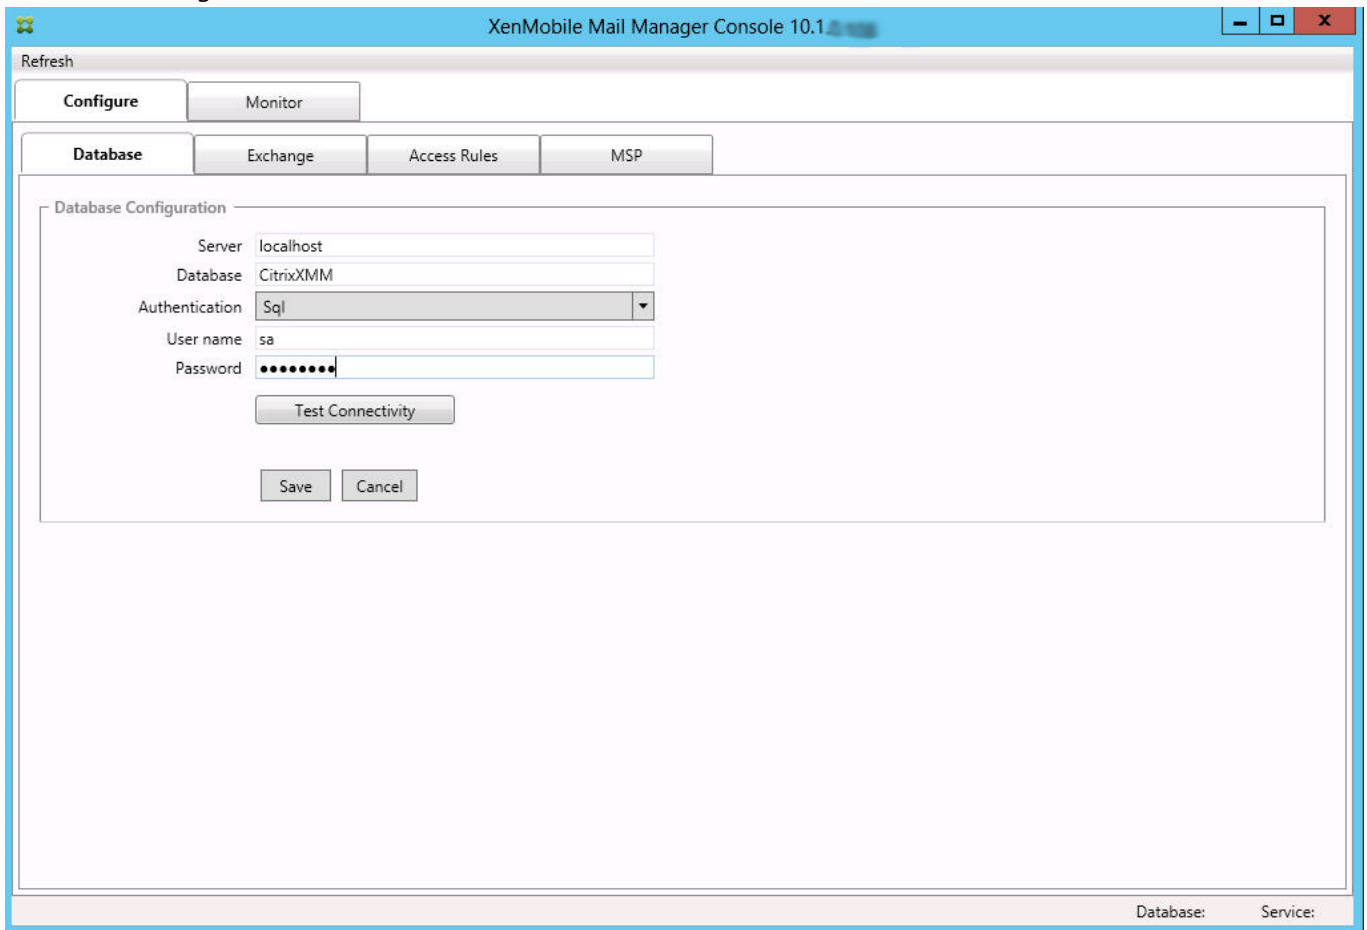 XenMobile Mail Manager Console 10.1
Refresh
Configure Monitor
Database Exchange Access Rules MSP
Database Configuration
Server localhost
Database CitrixXMM
Authentication Sql
User name sa
Password ●●●●●●●●
Test Connectivity
Save Cancel
Database: Service: